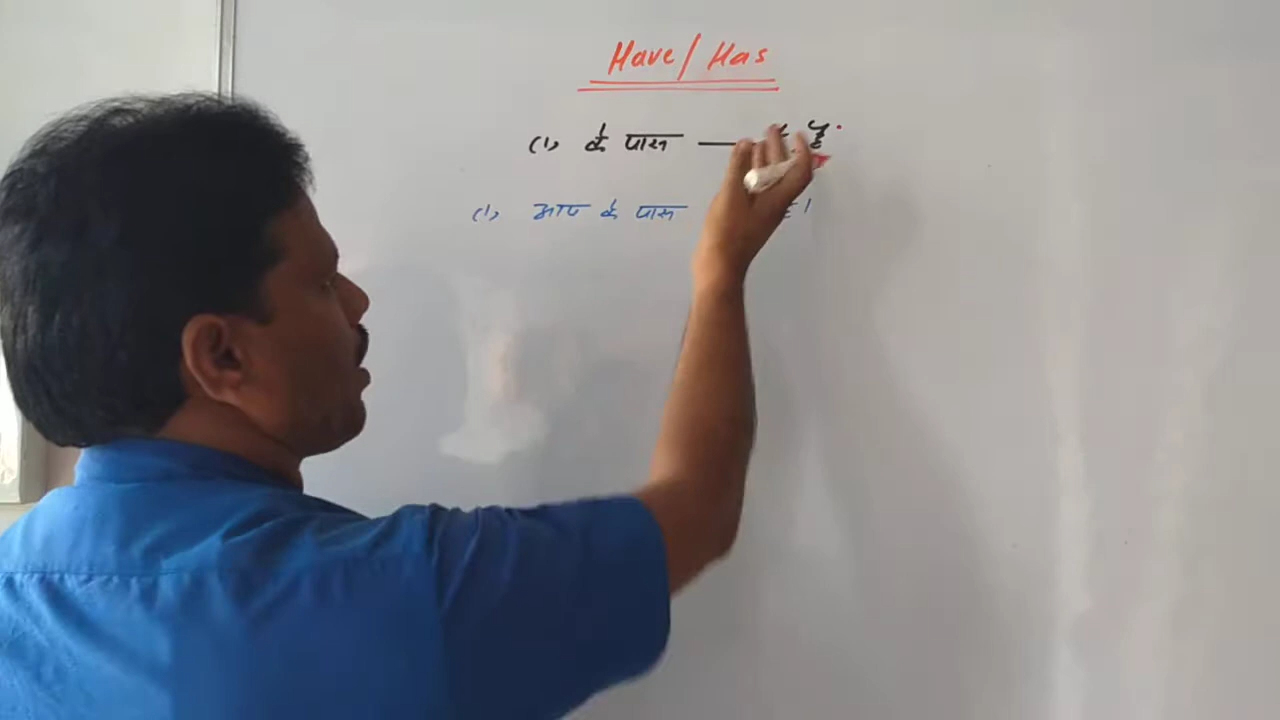 Have/Has
(1) के पास — हैं
(1) आप के पास है।